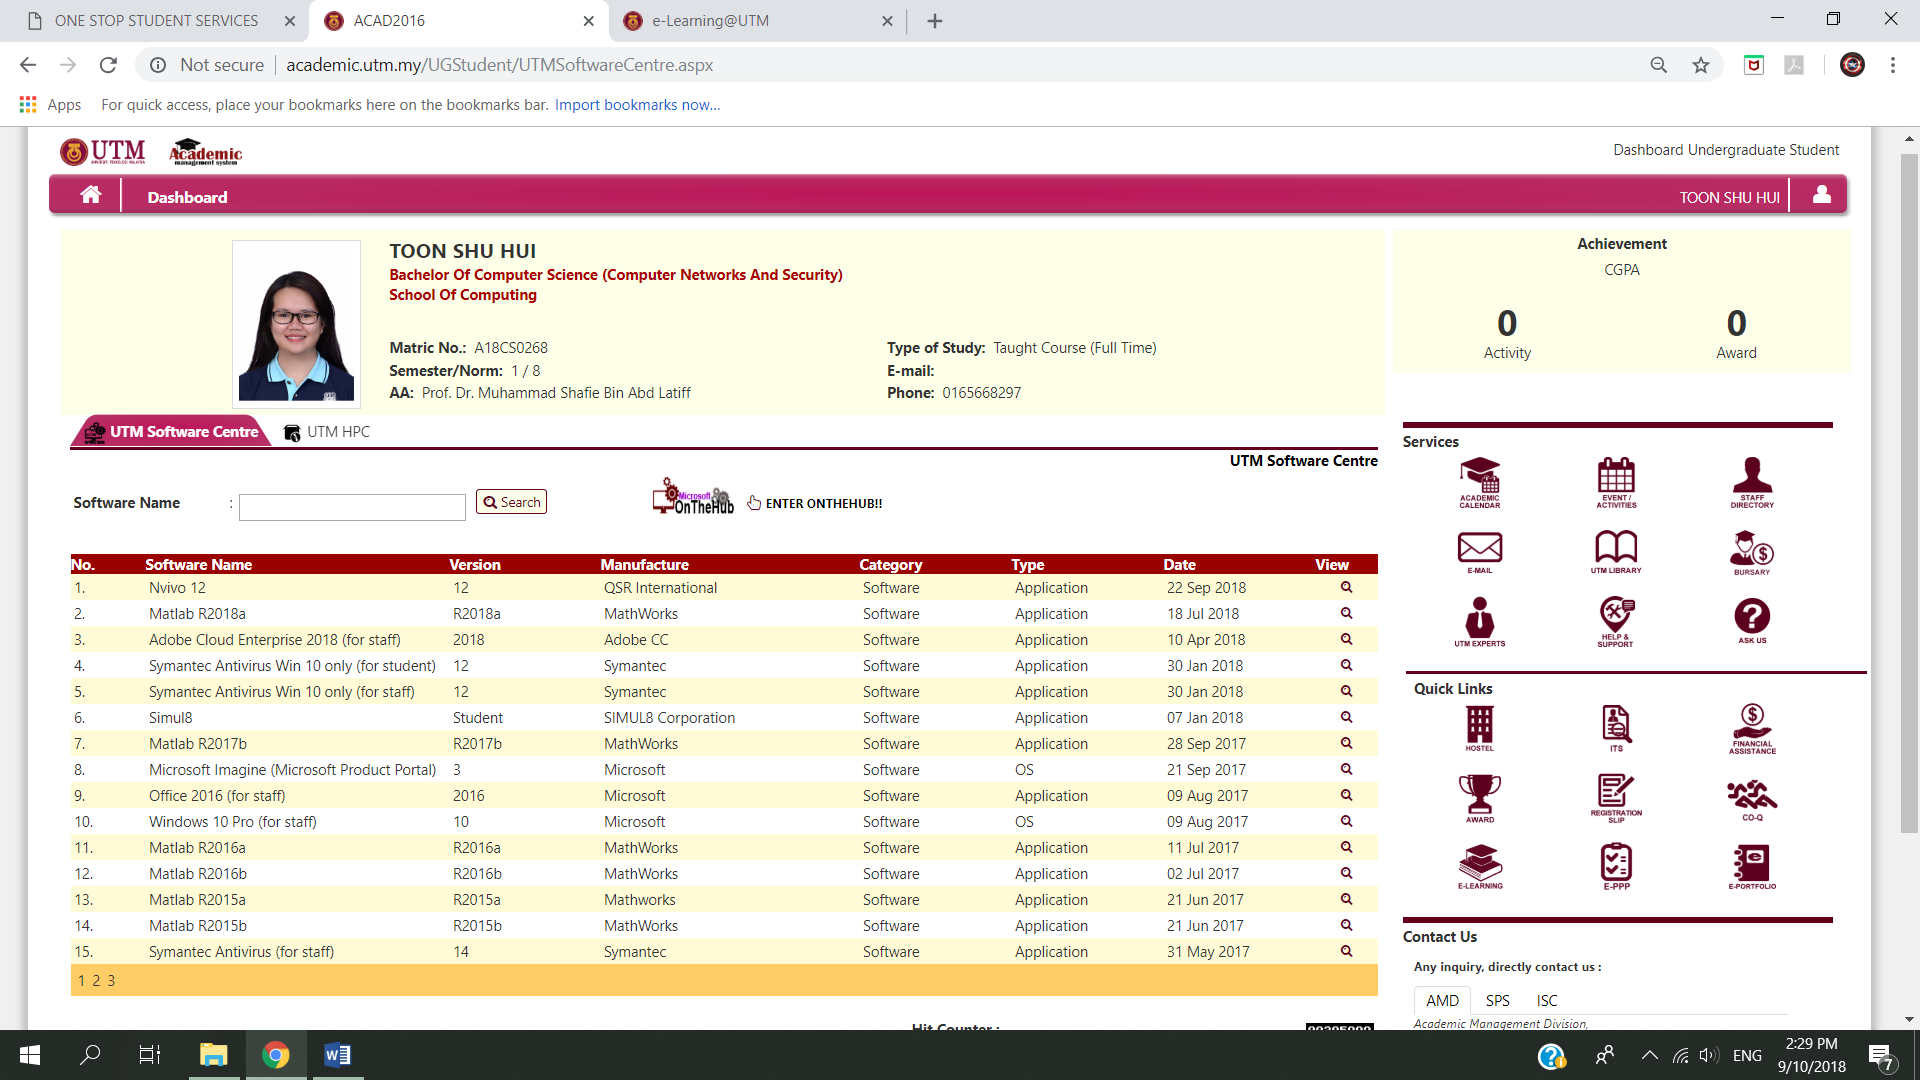 ONE STOP STUDENT SERVICES
ACAD2016
e-Learning@UTM
Not secure
academic.utm.my/UGStudent/UTMSoftwareCentre.aspx
Apps
For quick access, place your bookmarks here on the bookmarks bar. Import bookmarks now...
UTM
Academic
management system
Dashboard Undergraduate Student
Dashboard
TOON SHU HUI
TOON SHU HUI
Bachelor Of Computer Science (Computer Networks And Security)
School Of Computing
Matric No.: A18CS0268
Semester/Norm: 1 / 8
AA: Prof. Dr. Muhammad Shafie Bin Abd Latiff
Type of Study: Taught Course (Full Time)
E-mail:
Phone: 0165668297
Achievement
CGPA
0 0
Activity Award
UTM Software Centre
UTM HPC
UTM Software Centre
Software Name :
Search
Microsoft
OnTheHub
ENTER ONTHEHUB!!
No. Software Name Version Manufacture Category Type Date View
1. Nvivo 12 12 QSR International Software Application 22 Sep 2018
2. Matlab R2018a R2018a MathWorks Software Application 18 Jul 2018
3. Adobe Cloud Enterprise 2018 (for staff) 2018 Adobe CC Software Application 10 Apr 2018
4. Symantec Antivirus Win 10 only (for student) 12 Symantec Software Application 30 Jan 2018
5. Symantec Antivirus Win 10 only (for staff) 12 Symantec Software Application 30 Jan 2018
6. Simul8 Student SIMUL8 Corporation Software Application 07 Jan 2018
7. Matlab R2017b R2017b MathWorks Software Application 28 Sep 2017
8. Microsoft Imagine (Microsoft Product Portal) 3 Microsoft Software OS 21 Sep 2017
9. Office 2016 (for staff) 2016 Microsoft Software Application 09 Aug 2017
10. Windows 10 Pro (for staff) 10 Microsoft Software OS 09 Aug 2017
11. Matlab R2016a R2016a MathWorks Software Application 11 Jul 2017
12. Matlab R2016b R2016b MathWorks Software Application 02 Jul 2017
13. Matlab R2015a R2015a Mathworks Software Application 21 Jun 2017
14. Matlab R2015b R2015b MathWorks Software Application 21 Jun 2017
15. Symantec Antivirus (for staff) 14 Symantec Software Application 31 May 2017
1 2 3
Hit Counter :
Services
ACADEMIC CALENDAR
EVENT / ACTIVITIES
STAFF DIRECTORY
E-MAIL
UTM LIBRARY
BURSARY
UTM EXPERTS
HELP & SUPPORT
ASK US
Quick Links
HOSTEL
ITS
FINANCIAL ASSISTANCE
AWARD
REGISTRATION SLIP
CO-Q
E-LEARNING
E-PPP
E-PORTFOLIO
Contact Us
Any inquiry, directly contact us :
AMD SPS ISC
Academic Management Division,
ENG
2:29 PM
9/10/2018
7